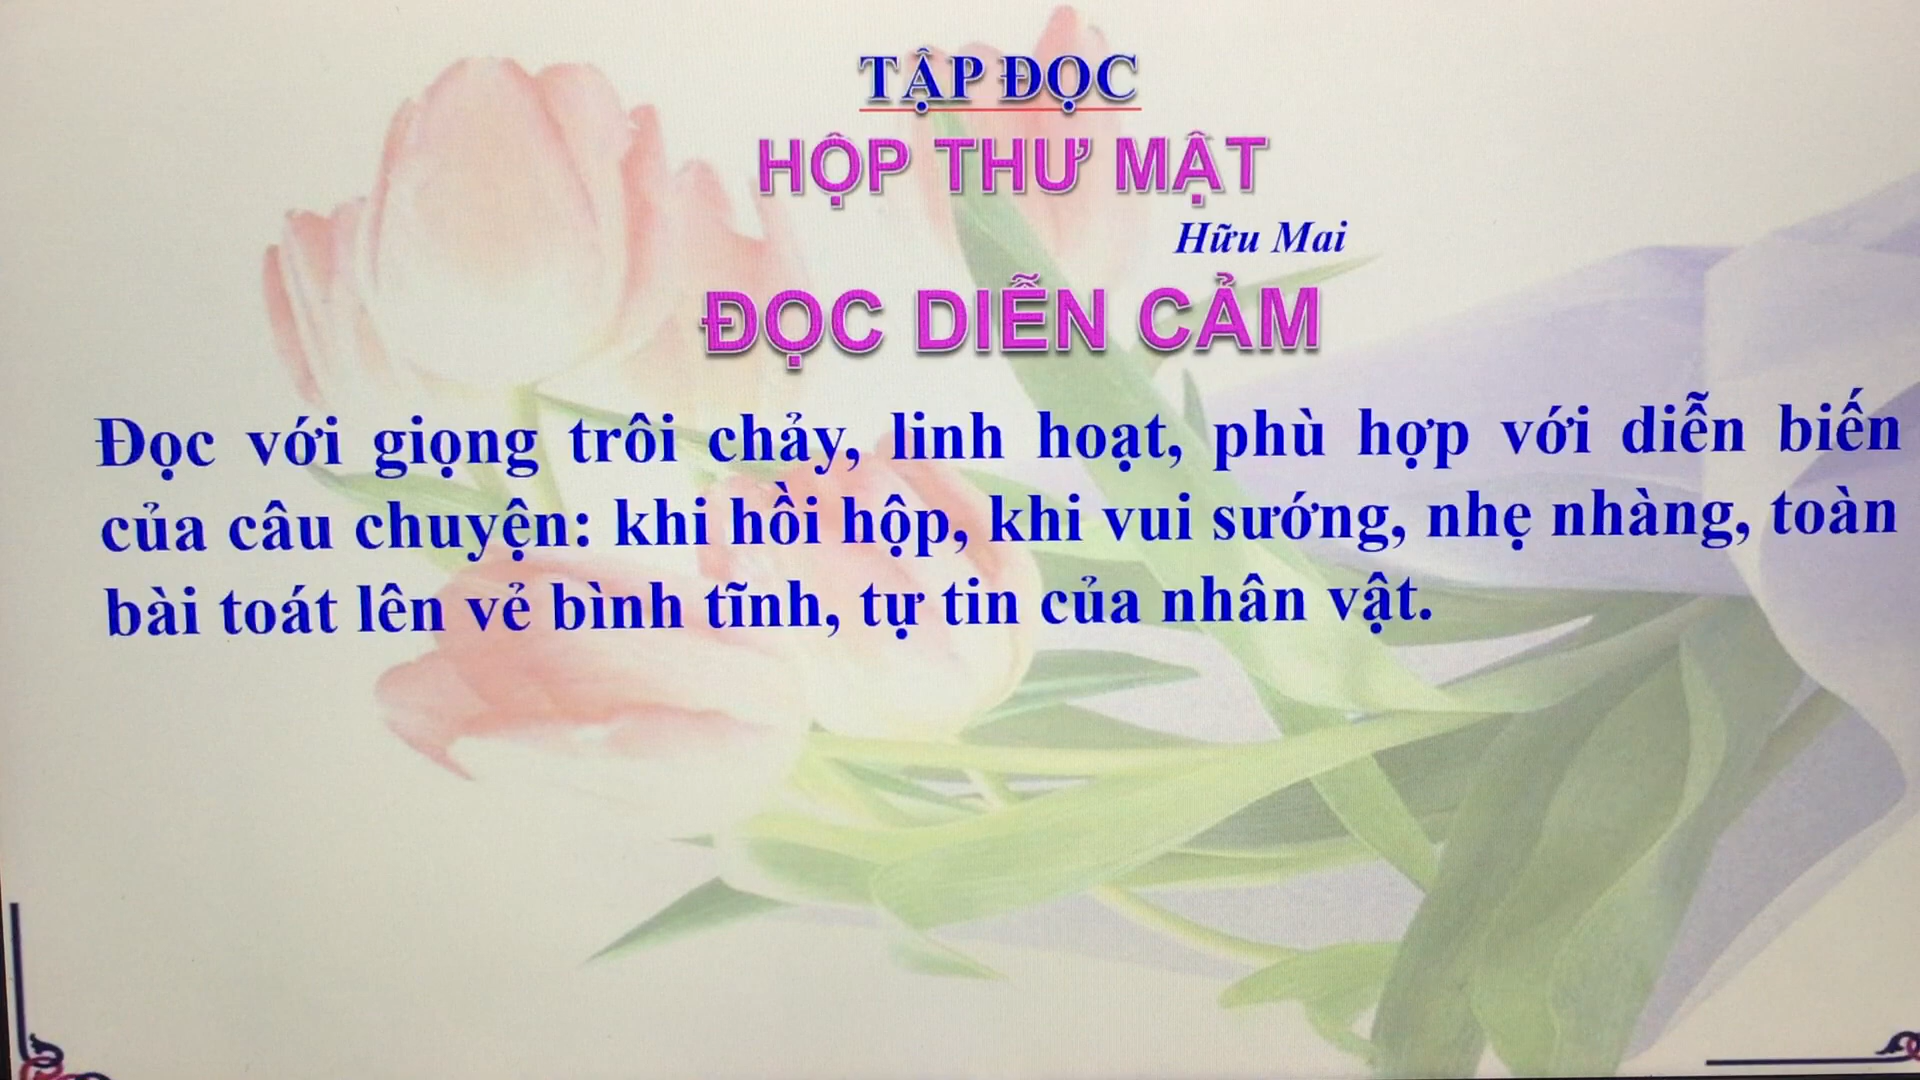 TẬP ĐỌC
HỘP THƯ MẬT
Hữu Mai
ĐỌC DIỄN CẢM
Đọc với giọng trôi chảy, linh hoạt, phù hợp với diễn biến
của câu chuyện: khi hồi hộp, khi vui sướng, nhẹ nhàng, toàn
bài toát lên vẻ bình tĩnh, tự tin của nhân vật.